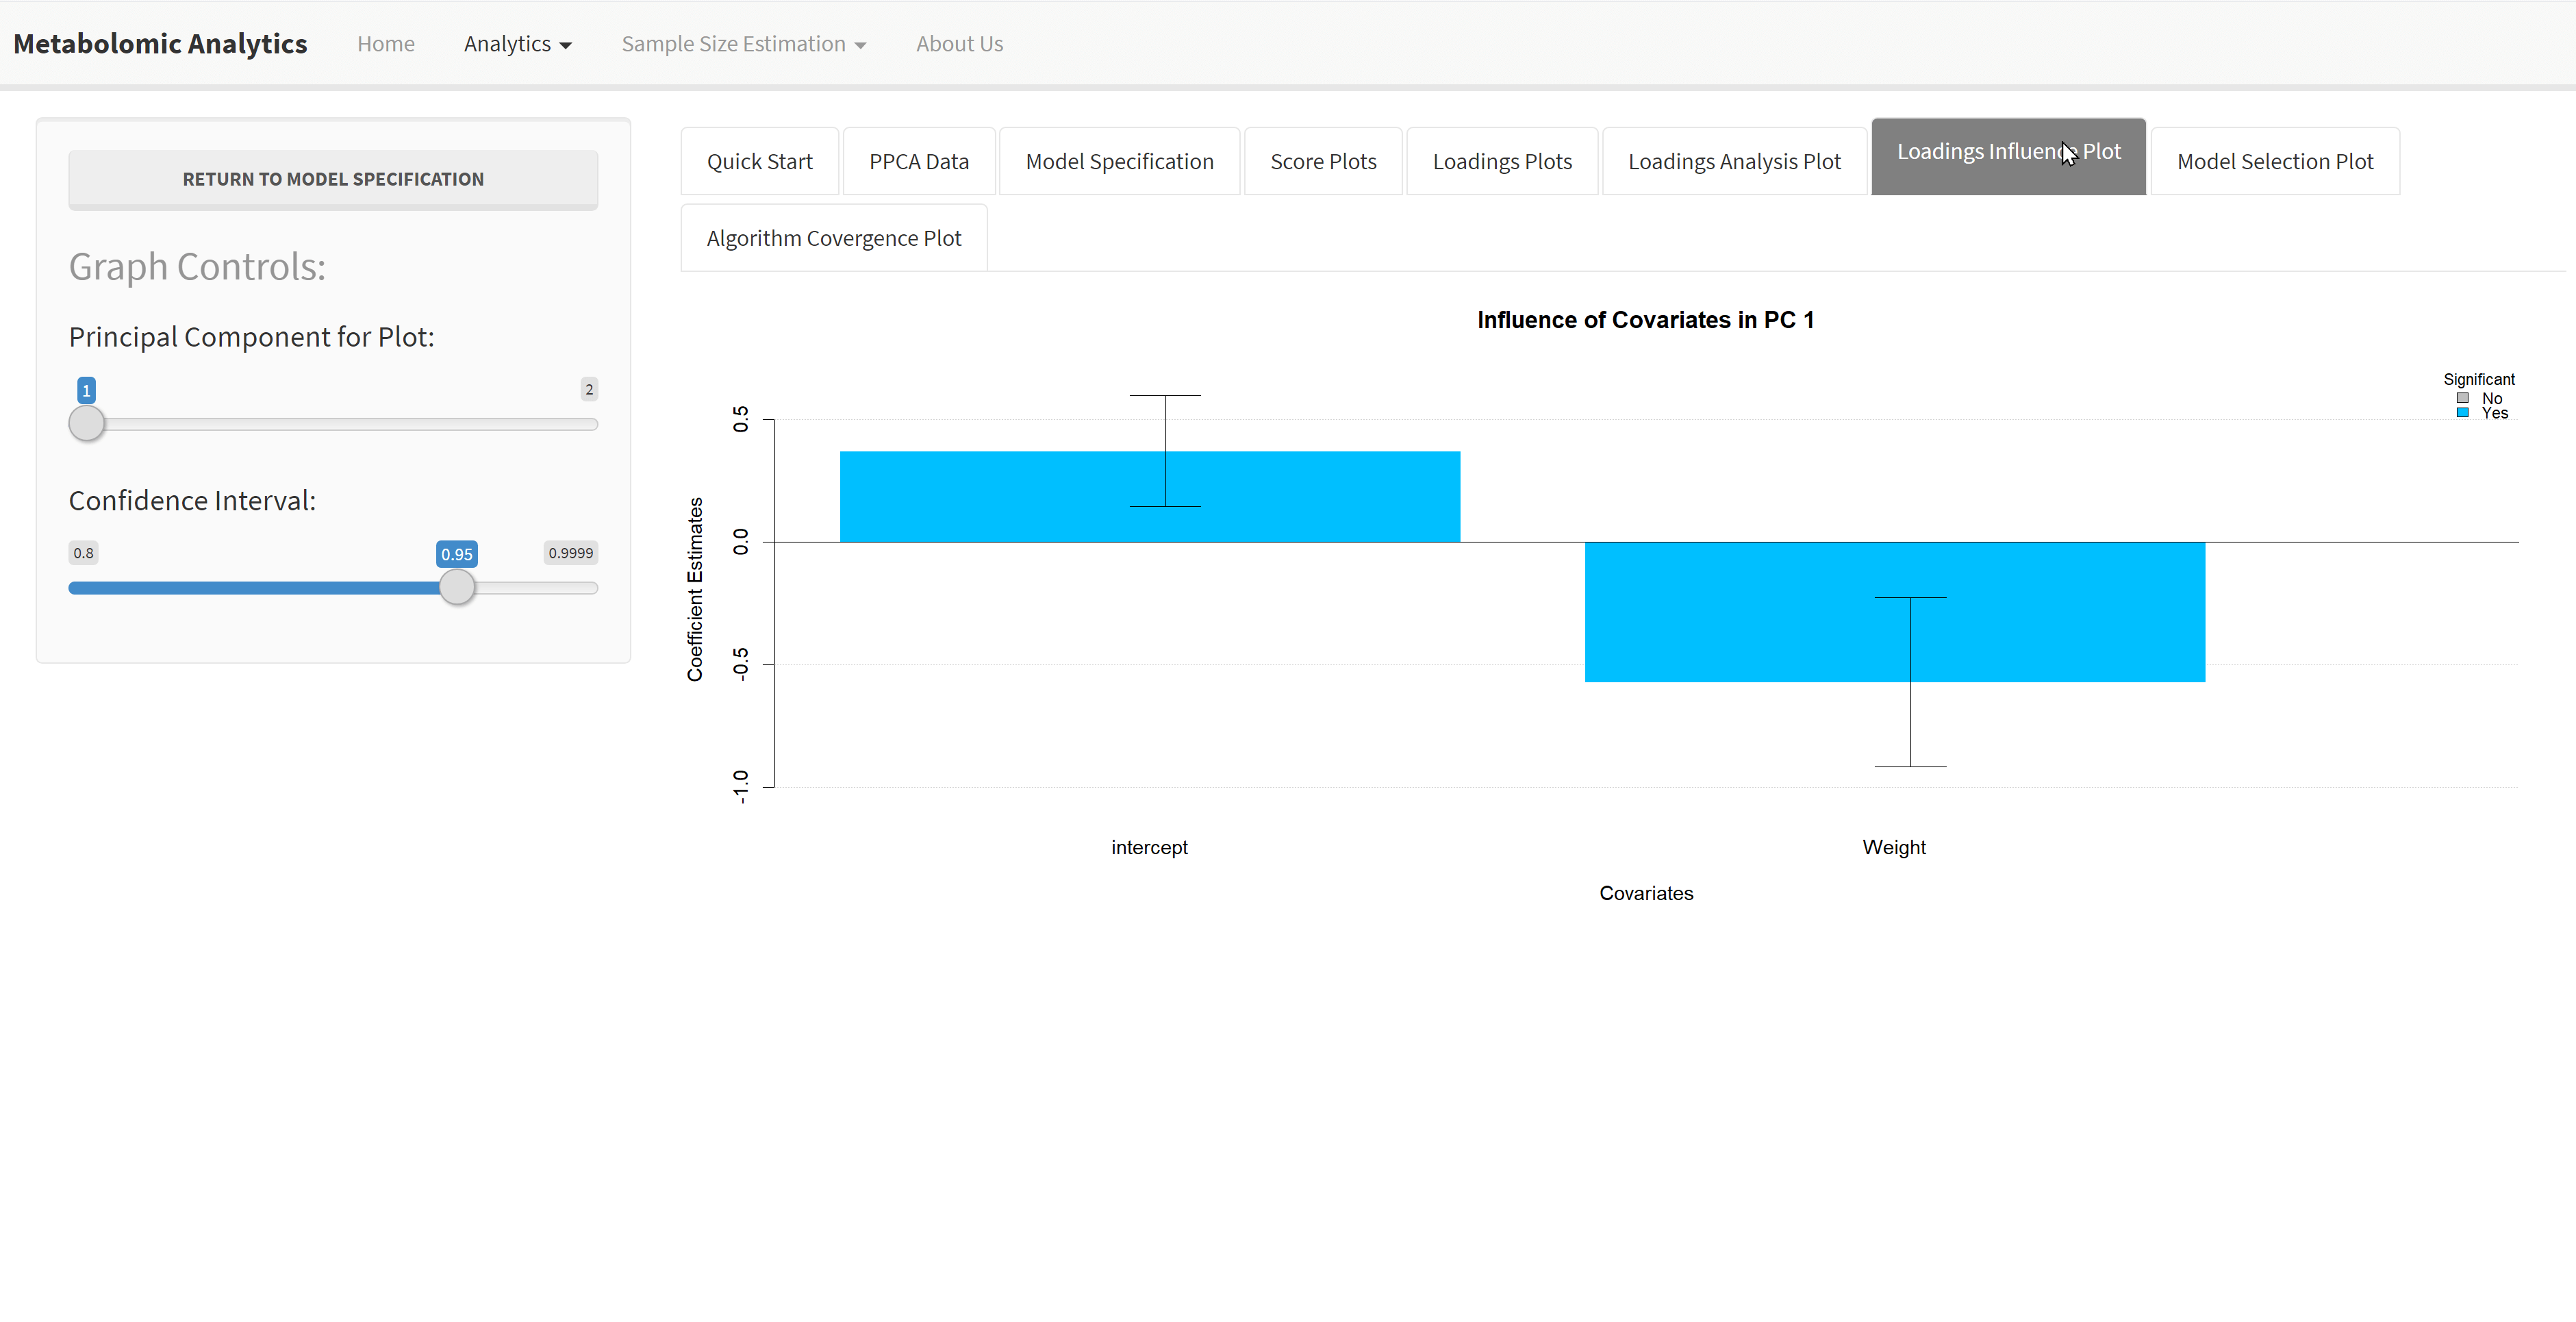 Metabolomic Analytics Home Analytics Sample Size Estimation About Us
RETURN TO MODEL SPECIFICATION
Graph Controls:
Principal Component for Plot:
1 2
Confidence Interval:
0.8 0.95 0.9999
Quick Start PPCA Data Model Specification Score Plots Loadings Plots Loadings Analysis Plot Loadings Influence Plot Model Selection Plot
Algorithm Covergence Plot
Influence of Covariates in PC 1
Significant
No
Yes
Coefficient Estimates
0.5
0.0
-0.5
-1.0
intercept Weight
Covariates